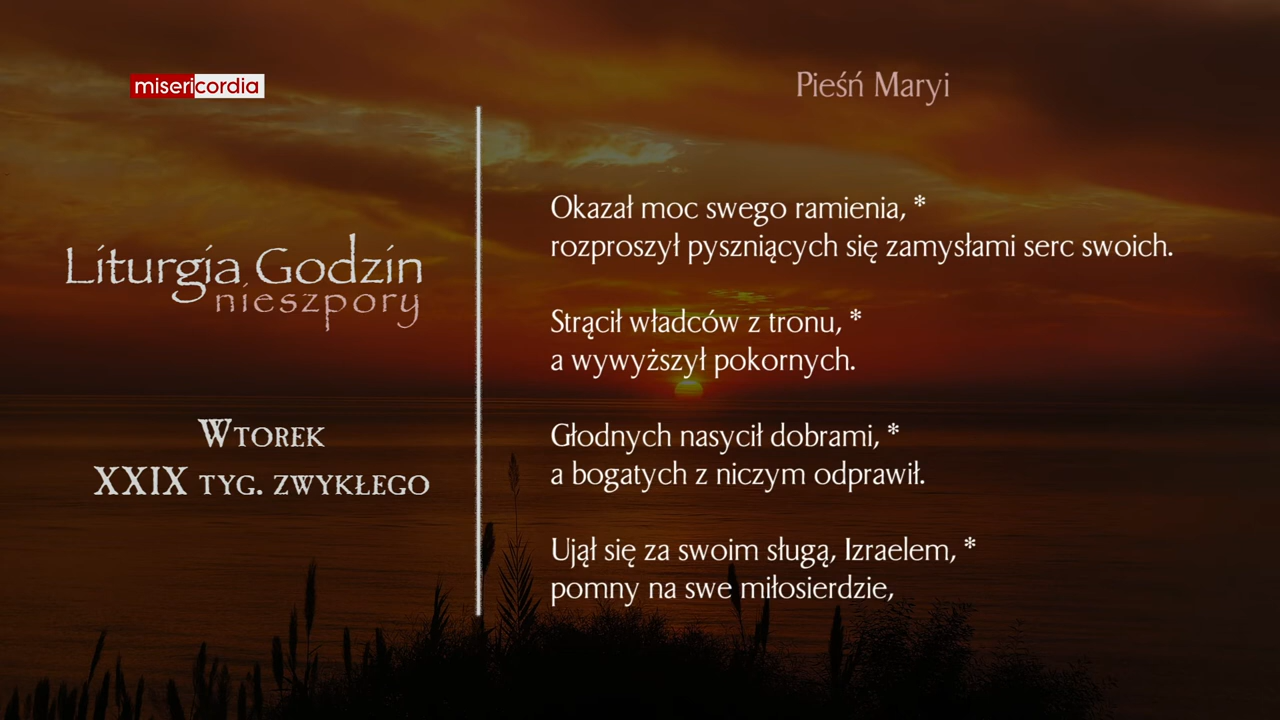 misericordia
Liturgia Godzin
nieszpory
Wtorek
XXIX tyg. zwykłego
Pieśń Maryi
Okazał moc swego ramienia, *
rozproszył pyszniących się zamysłami serc swoich.
Strącił władców z tronu, *
a wywyższył pokornych.
Głodnych nasycił dobrami, *
a bogatych z niczym odprawił.
Ujął się za swoim sługą, Izraelem, *
pomny na swe miłosierdzie,